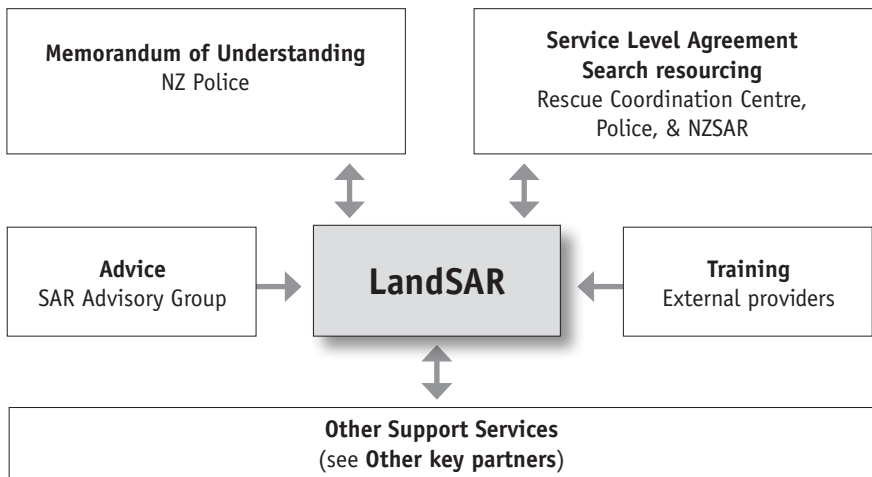 Memorandum of Understanding
NZ Police
Service Level Agreement
Search resourcing
Rescue Coordination Centre,
Police, & NZSAR
Advice
SAR Advisory Group
LandSAR
Training
External providers
Other Support Services
(see Other key partners)